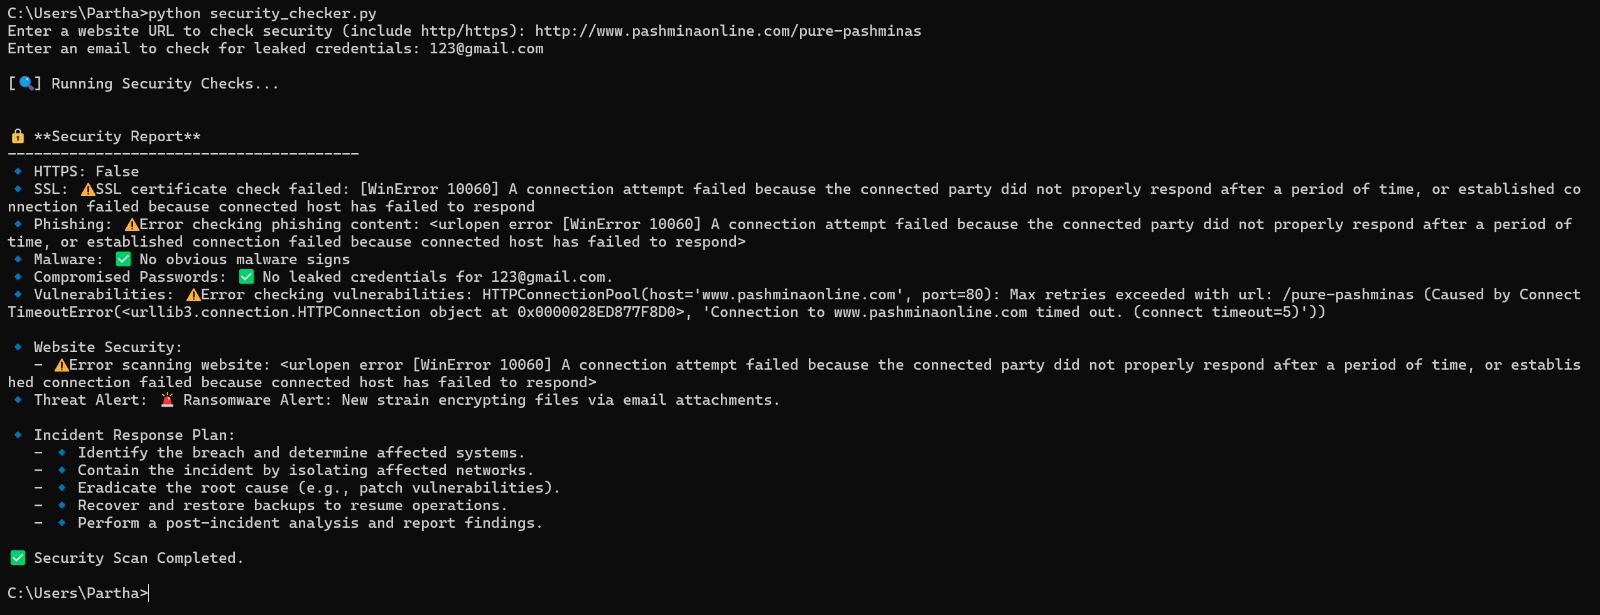 C:\Users\Partha>python security_checker.py
Enter a website URL to check security (include http/https): http://www.pashminaonline.com/pure-pashminas
Enter an email to check for leaked credentials: 123@gmail.com
[🔍] Running Security Checks...
🔒 **Security Report**
----------------------------------------
🔹 HTTPS: False
🔹 SSL: ⚠️SSL certificate check failed: [WinError 10060] A connection attempt failed because the connected party did not properly respond after a period of time, or established co
nnection failed because connected host has failed to respond
🔹 Phishing: ⚠️Error checking phishing content: <urlopen error [WinError 10060] A connection attempt failed because the connected party did not properly respond after a period of
time, or established connection failed because connected host has failed to respond>
🔹 Malware: ✅ No obvious malware signs
🔹 Compromised Passwords: ✅ No leaked credentials for 123@gmail.com.
🔹 Vulnerabilities: ⚠️Error checking vulnerabilities: HTTPConnectionPool(host='www.pashminaonline.com', port=80): Max retries exceeded with url: /pure-pashminas (Caused by Connect
TimeoutError(<urllib3.connection.HTTPConnection object at 0x0000028ED877F8D0>, 'Connection to www.pashminaonline.com timed out. (connect timeout=5)'))
🔹 Website Security:
- ⚠️Error scanning website: <urlopen error [WinError 10060] A connection attempt failed because the connected party did not properly respond after a period of time, or establis
hed connection failed because connected host has failed to respond>
🔹 Threat Alert: 🚨 Ransomware Alert: New strain encrypting files via email attachments.
🔹 Incident Response Plan:
- 🔹 Identify the breach and determine affected systems.
- 🔹 Contain the incident by isolating affected networks.
- 🔹 Eradicate the root cause (e.g., patch vulnerabilities).
- 🔹 Recover and restore backups to resume operations.
- 🔹 Perform a post-incident analysis and report findings.
✅ Security Scan Completed.
C:\Users\Partha>